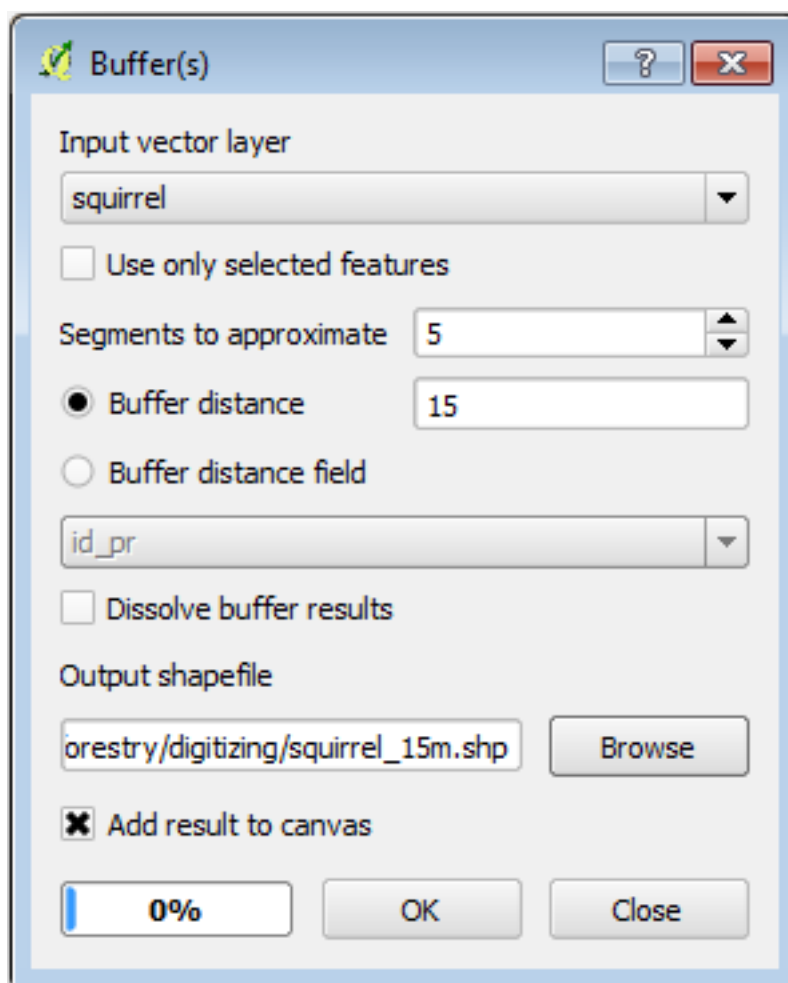 Buffer(s)
?
Input vector layer
squirrel
Use only selected features
Segments to approximate 5
Buffer distance 15
Buffer distance field
id_pr
Dissolve buffer results
Output shapefile
orestry/digitizing/squirrel_15m.shp Browse
Add result to canvas
0% OK Close